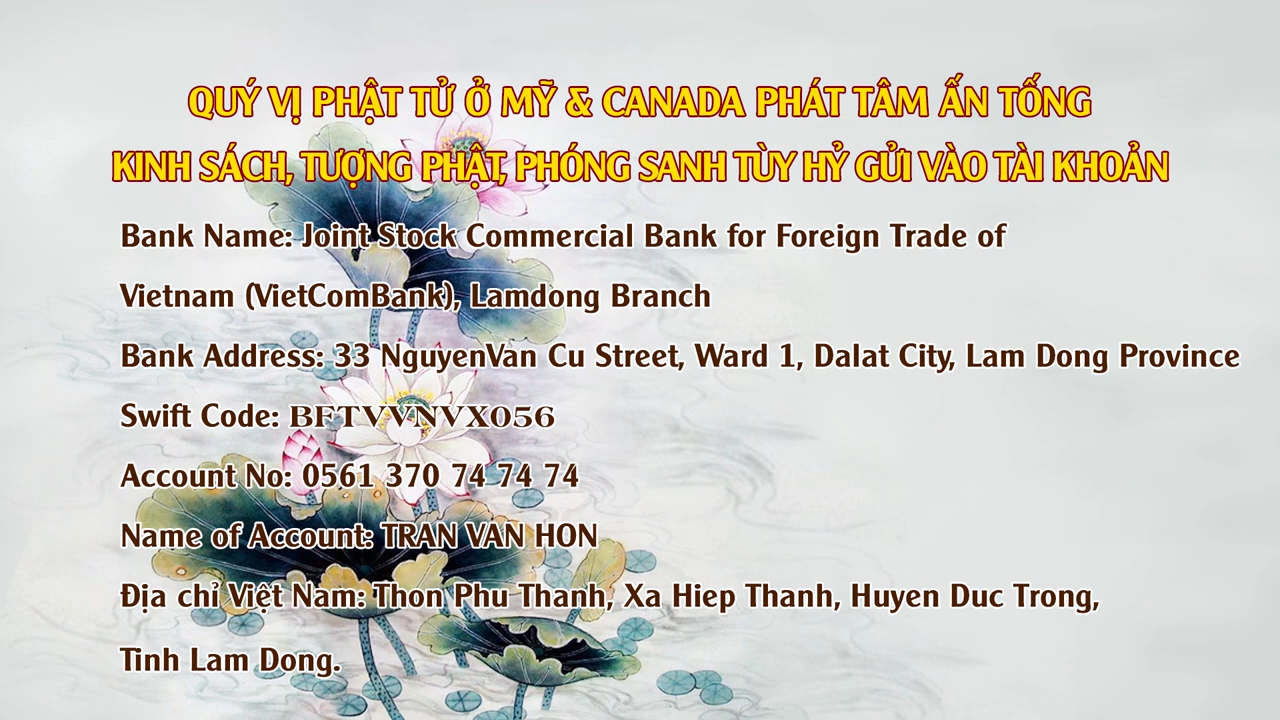 QUÝ VỊ PHẬT TỬ Ở MỸ & CANADA PHÁT TÂM ẤN TỐNG
KINH SÁCH, TƯỢNG PHẬT, PHÓNG SANH TÙY HỶ GỬI VÀO TÀI KHOẢN
Bank Name: Joint Stock Commercial Bank for Foreign Trade of
Vietnam (VietComBank), Lamdong Branch
Bank Address: 33 NguyenVan Cu Street, Ward 1, Dalat City, Lam Dong Province
Swift Code: BFTVVNVX056
Account No: 0561 370 74 74 74
Name of Account: TRAN VAN HON
Địa chỉ Việt Nam: Thon Phu Thanh, Xa Hiep Thanh, Huyen Duc Trong,
Tinh Lam Dong.